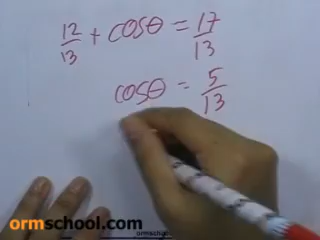 12/13 + cosθ = 17/13
cosθ = 5/13
ormschool.com